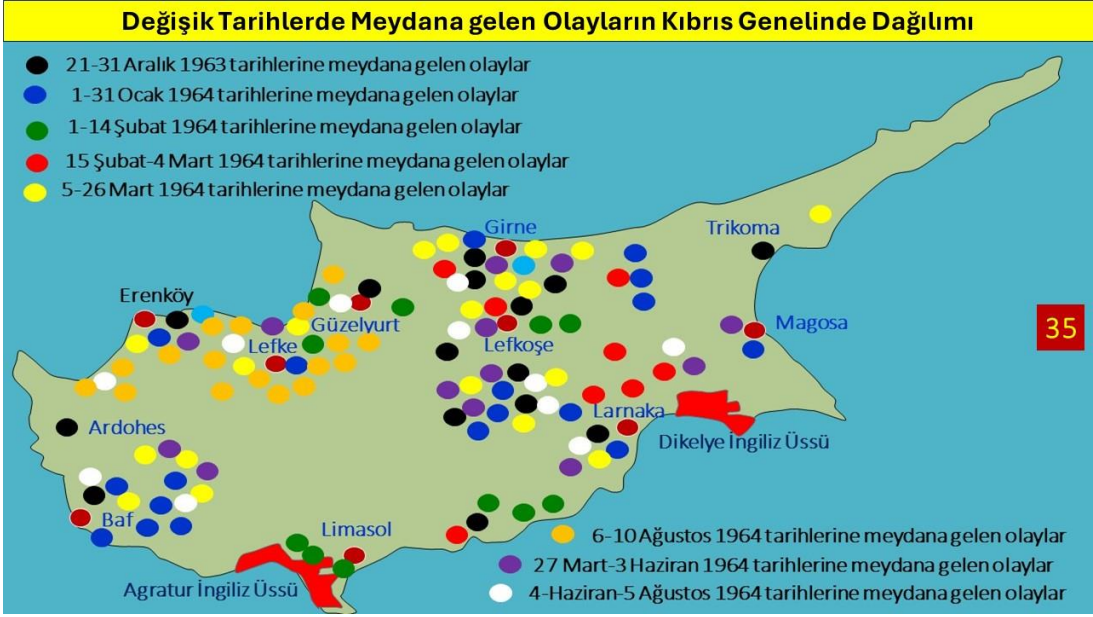 Değişik Tarihlerde Meydana gelen Olayların Kıbrıs Genelinde Dağılımı
21-31 Aralık 1963 tarihlerine meydana gelen olaylar
1-31 Ocak 1964 tarihlerine meydana gelen olaylar
1-14 Şubat 1964 tarihlerine meydana gelen olaylar
15 Şubat-4 Mart 1964 tarihlerine meydana gelen olaylar
5-26 Mart 1964 tarihlerine meydana gelen olaylar
Girne
Trikoma
Erenköy
Güzelyurt
Magosa
35
Lefke
Lefkoşe
Larnaka
Ardohes
Dikelye İngiliz Üssü
Baf
Limasol
6-10 Ağustos 1964 tarihlerine meydana gelen olaylar
27 Mart-3 Haziran 1964 tarihlerine meydana gelen olaylar
Agratur İngiliz Üssü
4-Haziran-5 Ağustos 1964 tarihlerine meydana gelen olaylar